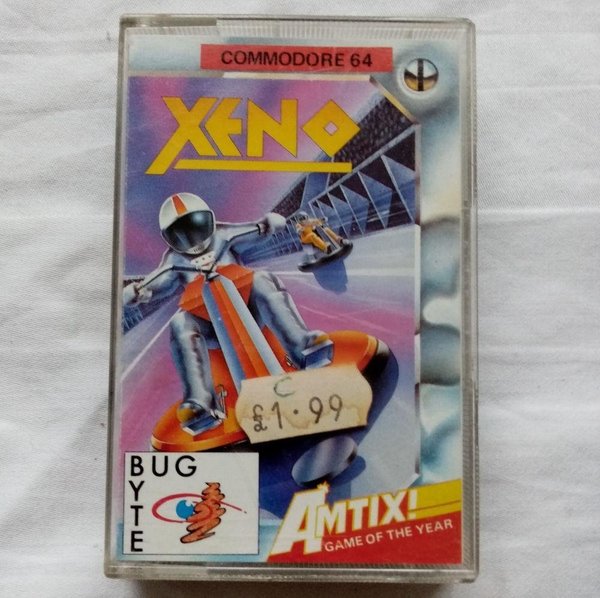 COMMODORE 64
XENO
C
£1.99
BUG
BYTE
AMTIX!
GAME OF THE YEAR